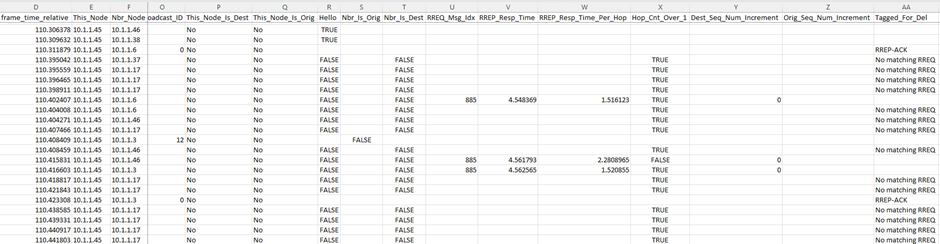 D E F O P Q R S T U V W X Y Z AA
frame_time_relative This_Node Nbr_Node oadcast_ID This_Node_Is_Dest This_Node_Is_Orig Hello Nbr_Is_Orig Nbr_Is_Dest RREQ_Msg_Idx RREP_Resp_Time RREP_Resp_Time_Per_Hop Hop_Cnt_Over_1 Dest_Seq_Num_Increment Orig_Seq_Num_Increment Tagged_For_Del
110.306378 10.1.1.45 10.1.1.46 No No TRUE
110.309632 10.1.1.45 10.1.1.38 No No TRUE
110.311879 10.1.1.45 10.1.1.6 0 No No RREP-ACK
110.395042 10.1.1.45 10.1.1.37 No No FALSE FALSE TRUE No matching RREQ
110.395559 10.1.1.45 10.1.1.17 No No FALSE FALSE TRUE No matching RREQ
110.396465 10.1.1.45 10.1.1.17 No No FALSE FALSE TRUE No matching RREQ
110.398911 10.1.1.45 10.1.1.17 No No FALSE FALSE TRUE No matching RREQ
110.402407 10.1.1.45 10.1.1.6 No No FALSE FALSE 885 4.548369 1.516123 TRUE 0
110.404008 10.1.1.45 10.1.1.6 No No FALSE FALSE TRUE No matching RREQ
110.404271 10.1.1.45 10.1.1.46 No No FALSE FALSE TRUE No matching RREQ
110.407466 10.1.1.45 10.1.1.17 No No FALSE FALSE TRUE No matching RREQ
110.408409 10.1.1.45 10.1.1.3 12 No No FALSE
110.408459 10.1.1.45 10.1.1.46 No No FALSE FALSE TRUE No matching RREQ
110.415831 10.1.1.45 10.1.1.46 No No FALSE FALSE 885 4.561793 2.2808965 FALSE 0
110.416603 10.1.1.45 10.1.1.3 No No FALSE FALSE 885 4.562565 1.520855 TRUE 0
110.418817 10.1.1.45 10.1.1.17 No No FALSE FALSE TRUE No matching RREQ
110.421843 10.1.1.45 10.1.1.17 No No FALSE FALSE TRUE No matching RREQ
110.423308 10.1.1.45 10.1.1.3 0 No No RREP-ACK
110.438585 10.1.1.45 10.1.1.17 No No FALSE FALSE TRUE No matching RREQ
110.439331 10.1.1.45 10.1.1.17 No No FALSE FALSE TRUE No matching RREQ
110.440917 10.1.1.45 10.1.1.17 No No FALSE FALSE TRUE No matching RREQ
110.441803 10.1.1.45 10.1.1.17 No No FALSE FALSE TRUE No matching RREQ